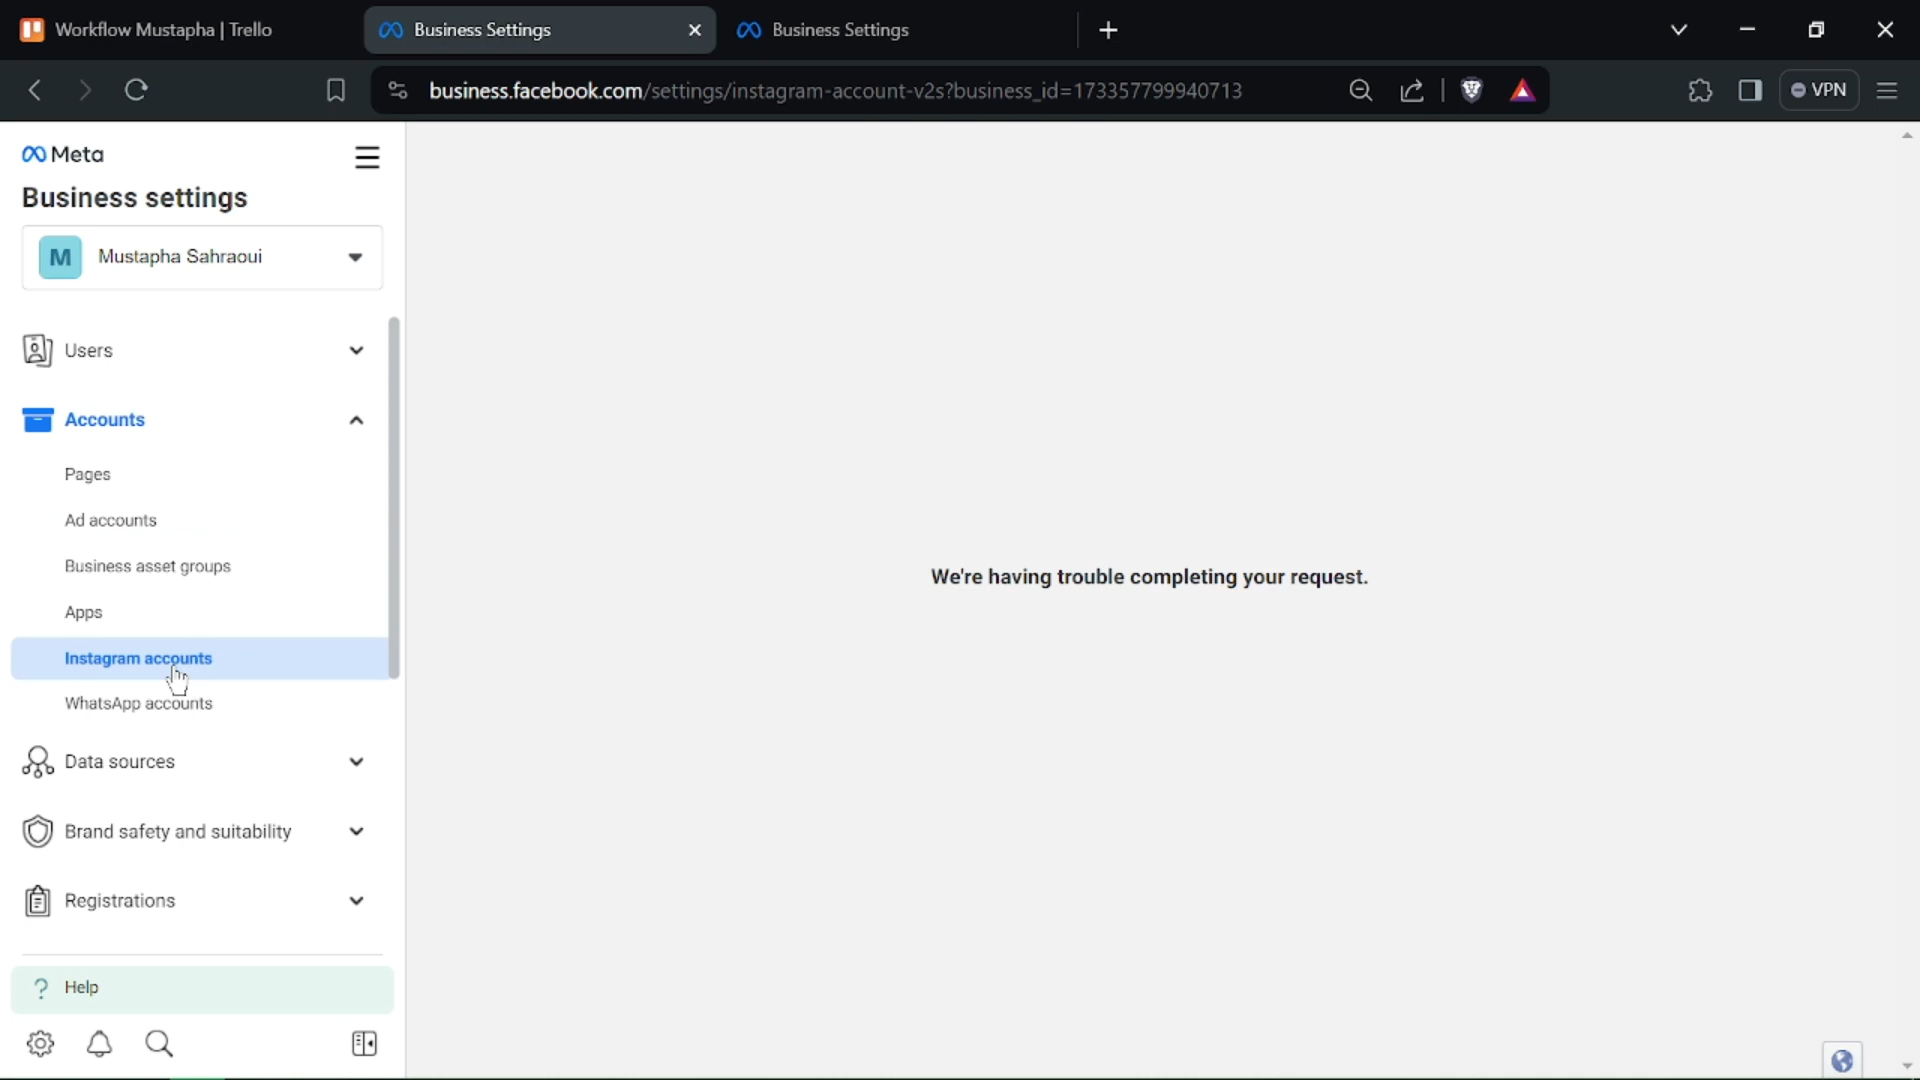 Workflow Mustapha | Trello
Business Settings
Business Settings
business.facebook.com/settings/instagram-account-v2s?business_id=173357799940713
VPN
Meta
Business settings
M Mustapha Sahraoui
Users
Accounts
Pages
Ad accounts
Business asset groups
Apps
Instagram accounts
WhatsApp accounts
Data sources
Brand safety and suitability
Registrations
? Help
We're having trouble completing your request.